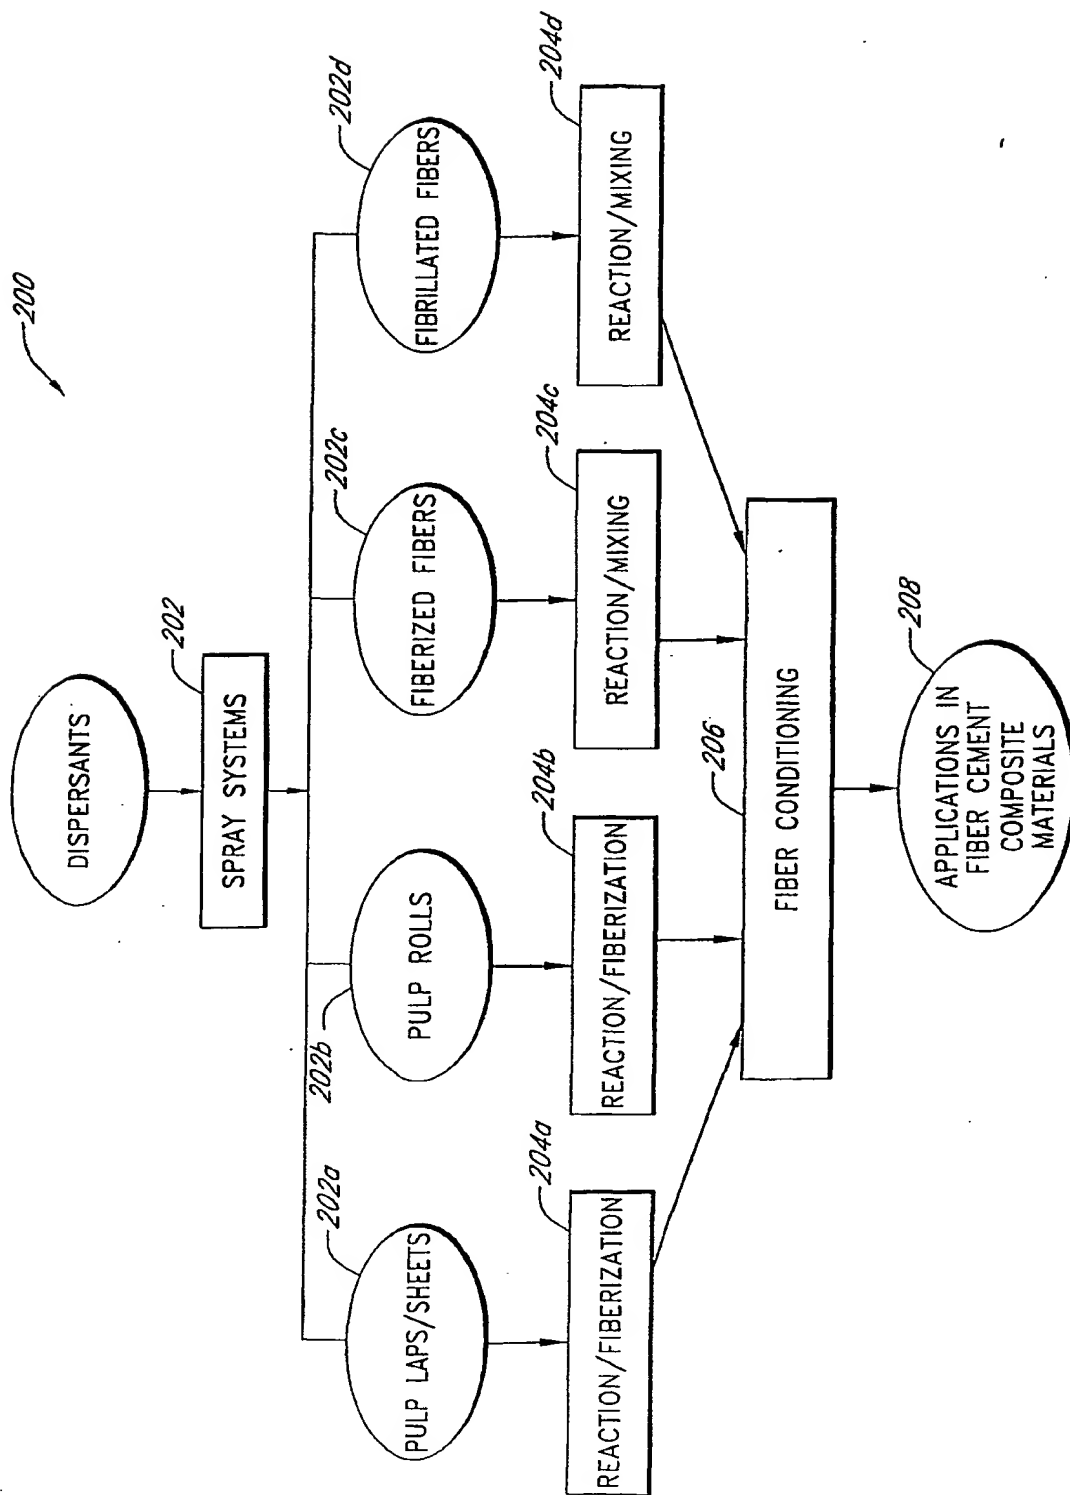 200
DISPERSANTS
202
SPRAY SYSTEMS
202a
PULP LAPS/SHEETS
202b
PULP ROLLS
202c
FIBERIZED FIBERS
202d
FIBRILLATED FIBERS
204a
REACTION/FIBERIZATION
204b
REACTION/FIBERIZATION
204c
REACTION/MIXING
204d
REACTION/MIXING
206
FIBER CONDITIONING
208
APPLICATIONS IN
FIBER CEMENT
COMPOSITE
MATERIALS